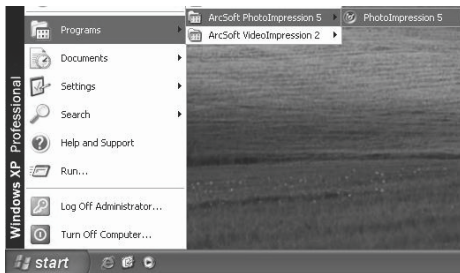 Programs
Documents
Settings
Search
Help and Support
Run...
Log Off Administrator...
Turn Off Computer...
Windows XP Professional
start
ArcSoft PhotoImpression 5
ArcSoft VideoImpression 2
PhotoImpression 5